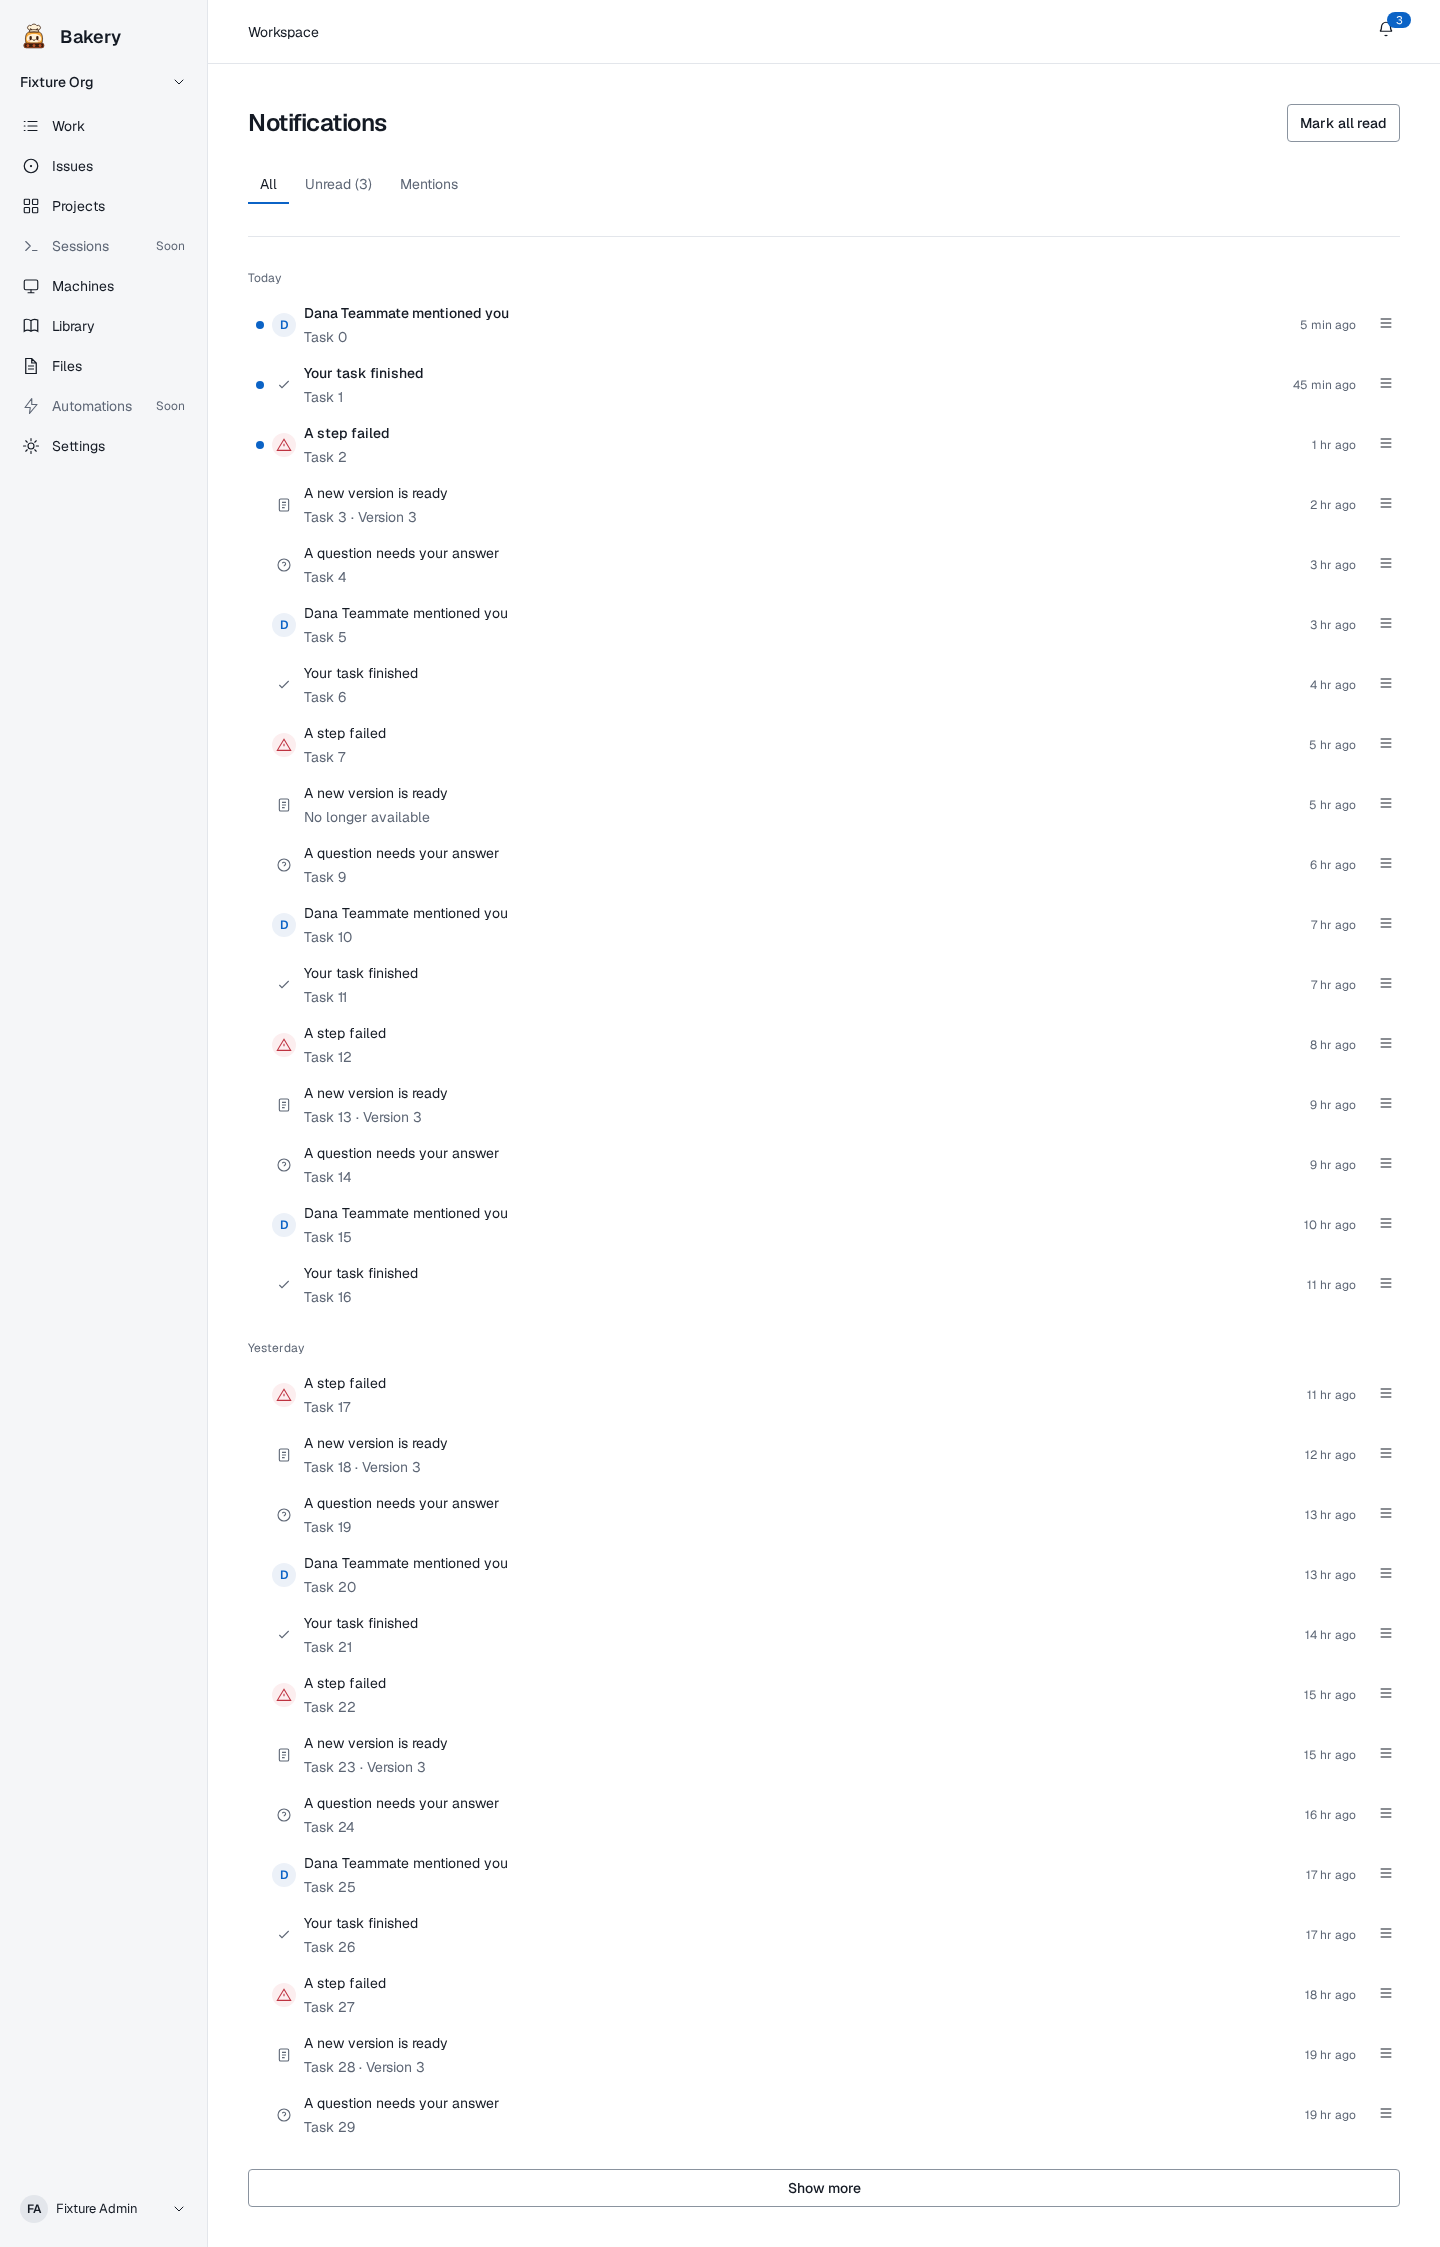 Bakery
Fixture Org
Work
Issues
Projects
Sessions Soon
Machines
Library
Files
Automations Soon
Settings
FA Fixture Admin
Workspace
3
Notifications
Mark all read
All Unread (3) Mentions
Today
D Dana Teammate mentioned you
Task 0
5 min ago
Your task finished
Task 1
45 min ago
A step failed
Task 2
1 hr ago
A new version is ready
Task 3 · Version 3
2 hr ago
A question needs your answer
Task 4
3 hr ago
D Dana Teammate mentioned you
Task 5
3 hr ago
Your task finished
Task 6
4 hr ago
A step failed
Task 7
5 hr ago
A new version is ready
No longer available
5 hr ago
A question needs your answer
Task 9
6 hr ago
D Dana Teammate mentioned you
Task 10
7 hr ago
Your task finished
Task 11
7 hr ago
A step failed
Task 12
8 hr ago
A new version is ready
Task 13 · Version 3
9 hr ago
A question needs your answer
Task 14
9 hr ago
D Dana Teammate mentioned you
Task 15
10 hr ago
Your task finished
Task 16
11 hr ago
Yesterday
A step failed
Task 17
11 hr ago
A new version is ready
Task 18 · Version 3
12 hr ago
A question needs your answer
Task 19
13 hr ago
D Dana Teammate mentioned you
Task 20
13 hr ago
Your task finished
Task 21
14 hr ago
A step failed
Task 22
15 hr ago
A new version is ready
Task 23 · Version 3
15 hr ago
A question needs your answer
Task 24
16 hr ago
D Dana Teammate mentioned you
Task 25
17 hr ago
Your task finished
Task 26
17 hr ago
A step failed
Task 27
18 hr ago
A new version is ready
Task 28 · Version 3
19 hr ago
A question needs your answer
Task 29
19 hr ago
Show more